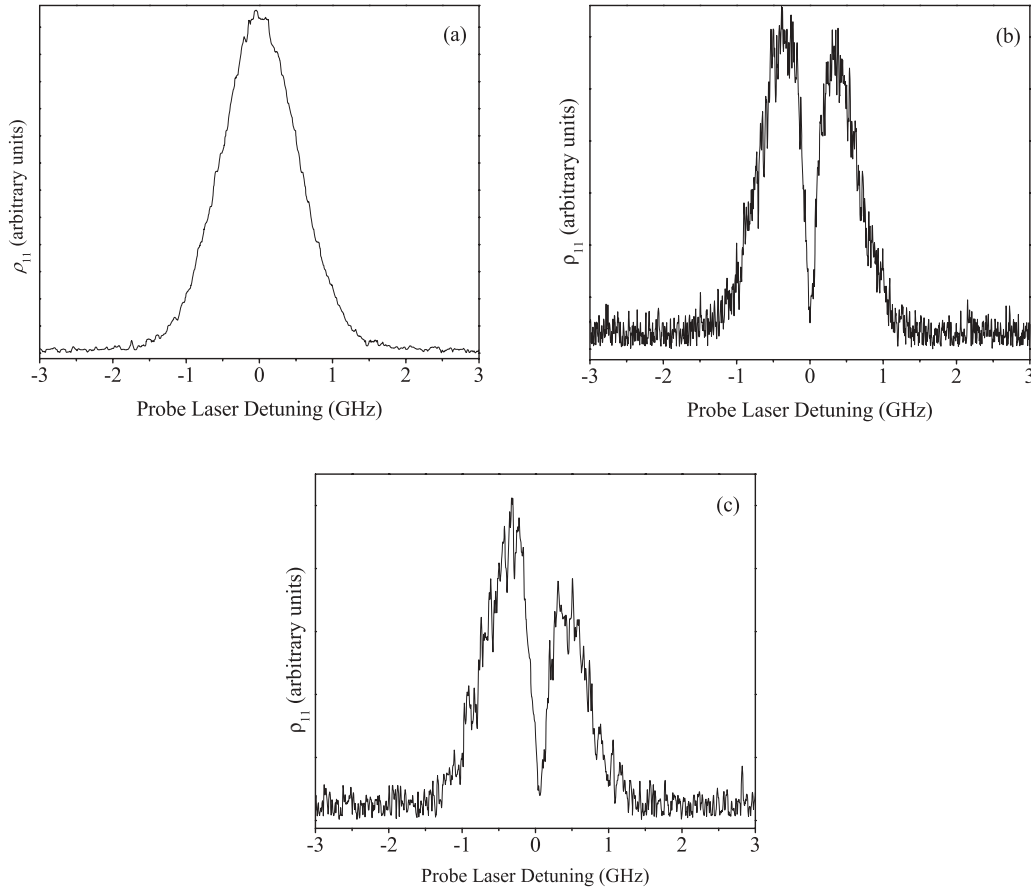 (a)
ρ11 (arbitrary units)
-3 -2 -1 0 1 2 3
Probe Laser Detuning (GHz)
(b)
ρ11 (arbitrary units)
-3 -2 -1 0 1 2 3
Probe Laser Detuning (GHz)
(c)
ρ11 (arbitrary units)
-3 -2 -1 0 1 2 3
Probe Laser Detuning (GHz)